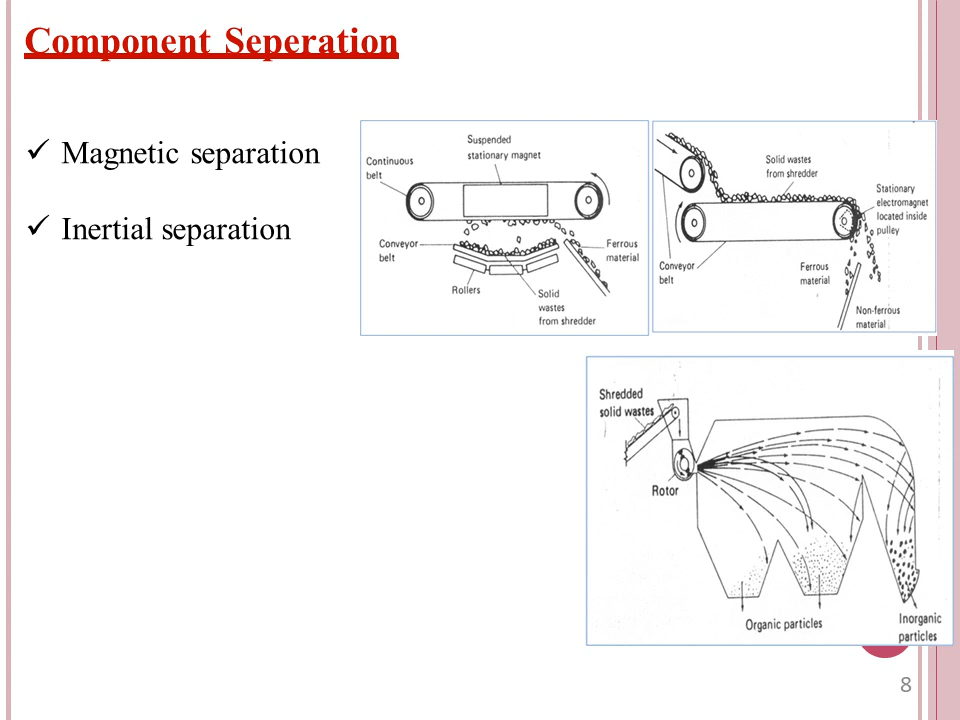 Component Seperation
✓ Magnetic separation
✓ Inertial separation
Suspended
stationary magnet
Continuous
belt
Conveyor
belt
Ferrous
material
Rollers
Solid
wastes
from shredder
Solid wastes
from shredder
Stationary
electromagnet
located inside
pulley
Conveyor
belt
Ferrous
material
Non-ferrous
material
Shredded
solid wastes
Rotor
Organic particles
Inorganic
particles
8